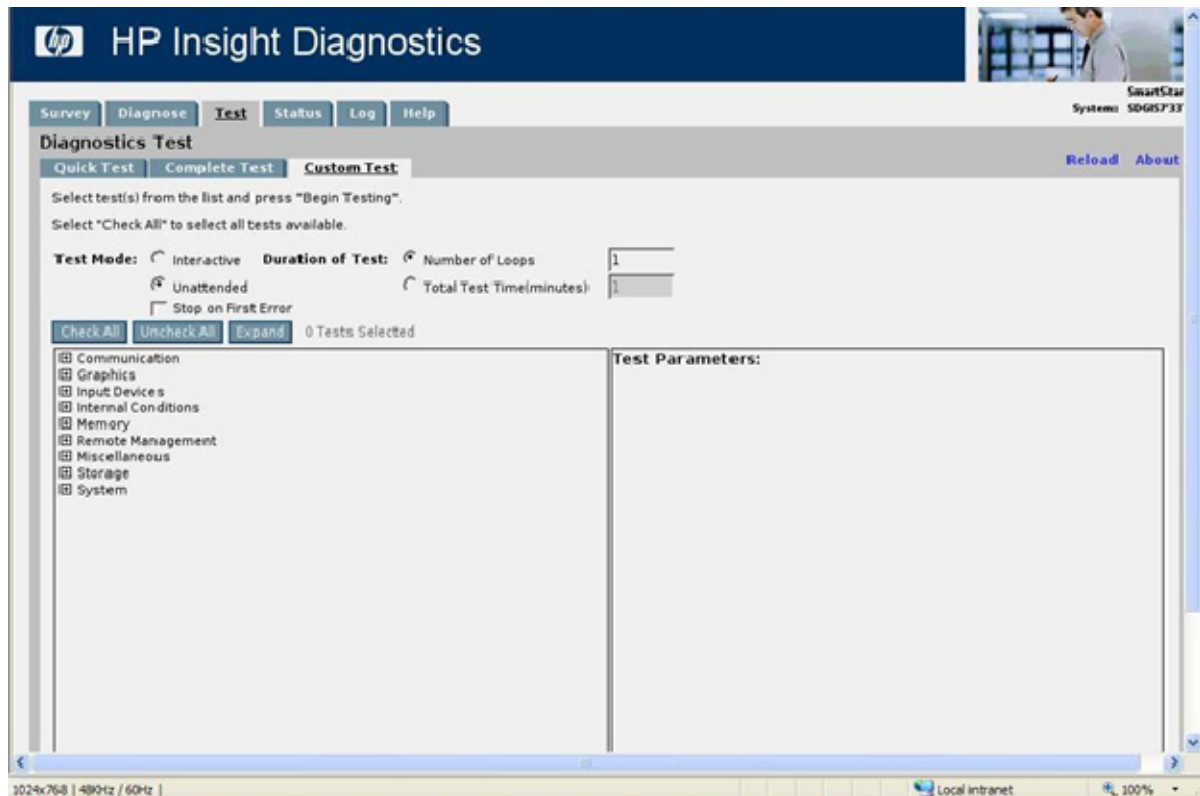 hp HP Insight Diagnostics
SmartStar
System: SDGIS733
Survey Diagnose Test Status Log Help
Diagnostics Test
Quick Test Complete Test Custom Test
Reload About
Select test(s) from the list and press "Begin Testing".
Select "Check All" to select all tests available.
Test Mode: Interactive Duration of Test: Number of Loops 1
Unattended Total Test Time(minutes): 1
Stop on First Error
Check All Uncheck All Expand 0 Tests Selected
Communication
Graphics
Input Devices
Internal Conditions
Memory
Remote Management
Miscellaneous
Storage
System
Test Parameters:
1024x768 | 48KHz / 60Hz |
Local intranet 100%